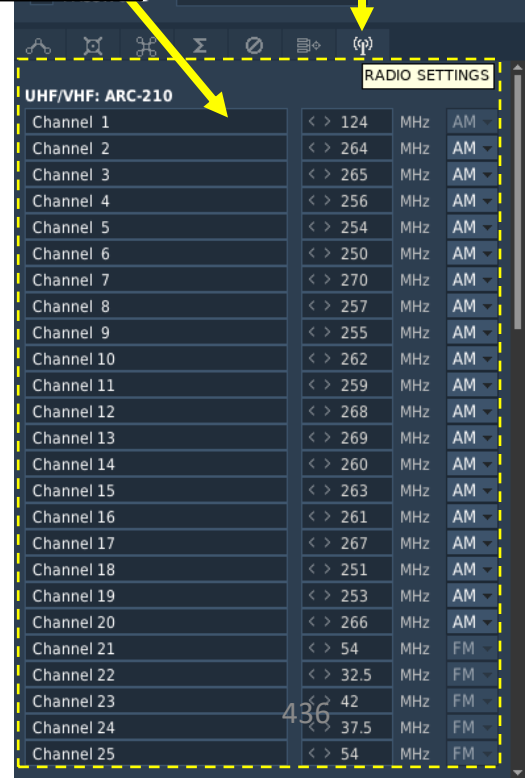 RADIO SETTINGS
UHF/VHF: ARC-210
Channel 1 < > 124 MHz AM
Channel 2 < > 264 MHz AM
Channel 3 < > 265 MHz AM
Channel 4 < > 256 MHz AM
Channel 5 < > 254 MHz AM
Channel 6 < > 250 MHz AM
Channel 7 < > 270 MHz AM
Channel 8 < > 257 MHz AM
Channel 9 < > 255 MHz AM
Channel 10 < > 262 MHz AM
Channel 11 < > 259 MHz AM
Channel 12 < > 268 MHz AM
Channel 13 < > 269 MHz AM
Channel 14 < > 260 MHz AM
Channel 15 < > 263 MHz AM
Channel 16 < > 261 MHz AM
Channel 17 < > 267 MHz AM
Channel 18 < > 251 MHz AM
Channel 19 < > 253 MHz AM
Channel 20 < > 266 MHz AM
Channel 21 < > 54 MHz FM
Channel 22 < > 32.5 MHz FM
Channel 23 < > 42 MHz FM
436
Channel 24 < > 37.5 MHz FM
Channel 25 < > 54 MHz FM